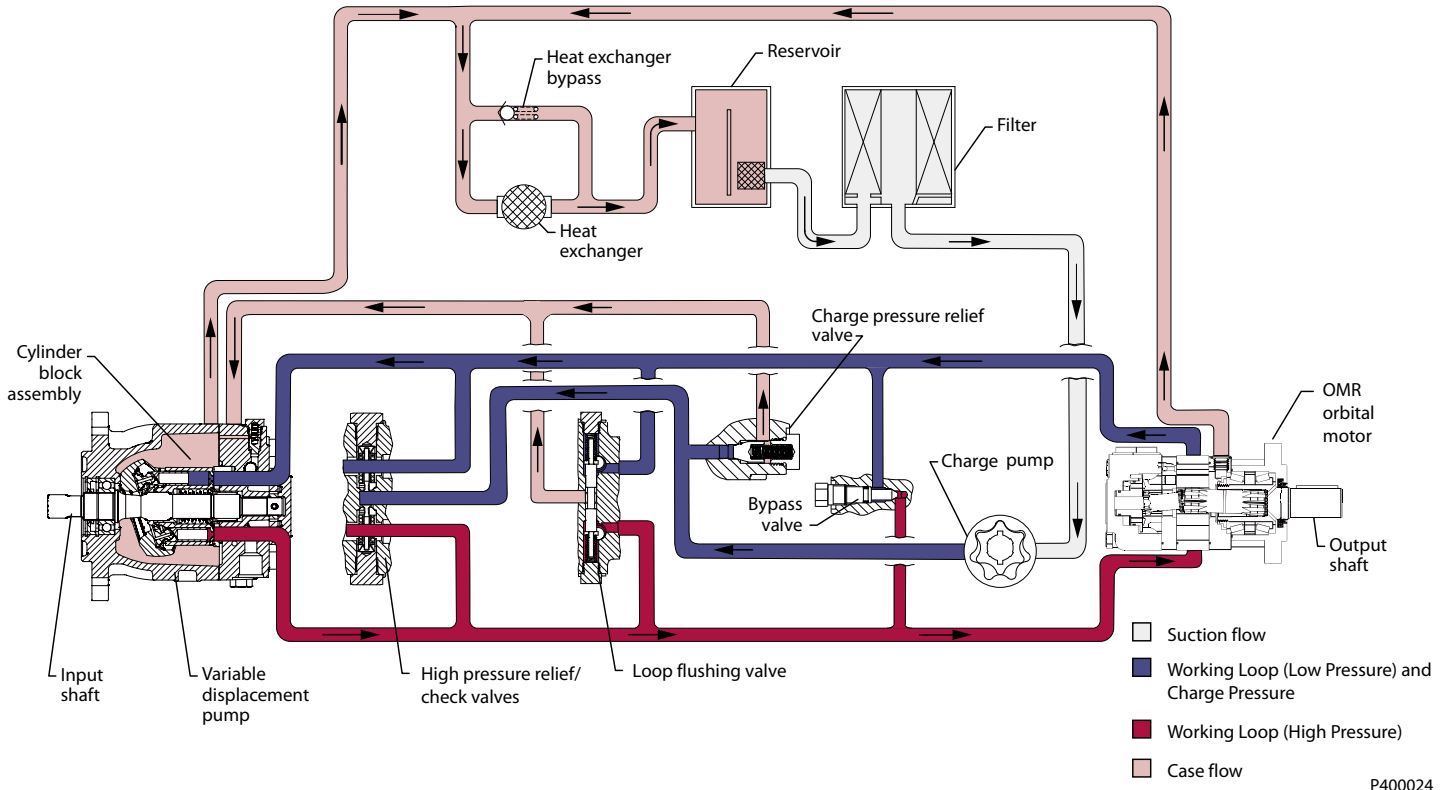 Heat exchanger
bypass
Reservoir
Filter
Heat
exchanger
Charge pressure relief
valve
Cylinder
block
assembly
OMR
orbital
motor
Charge pump
Bypass
valve
Output
shaft
Input
shaft
Variable
displacement
pump
High pressure relief/
check valves
Loop flushing valve
Suction flow
Working Loop (Low Pressure) and
Charge Pressure
Working Loop (High Pressure)
Case flow
P400024